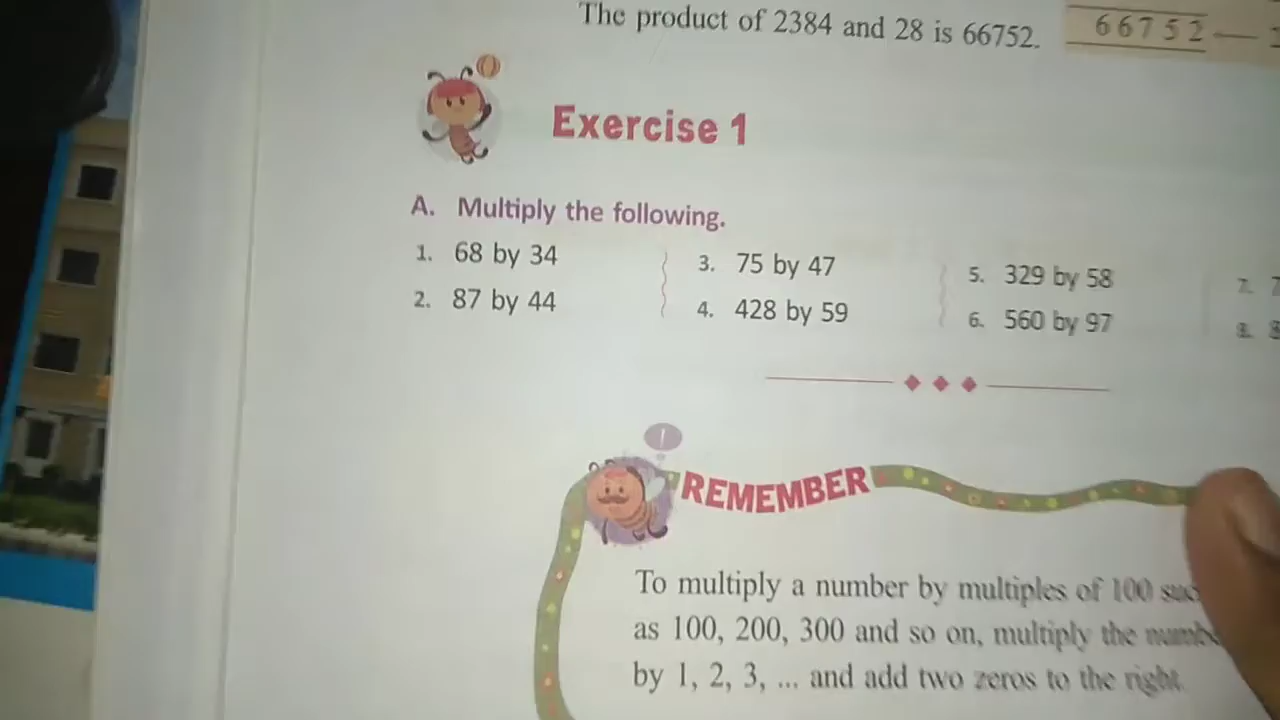 The product of 2384 and 28 is 66752.
66752
Exercise 1
A. Multiply the following.
1. 68 by 34
2. 87 by 44
3. 75 by 47
4. 428 by 59
5. 329 by 58
6. 560 by 97
7. 7
8.
REMEMBER
To multiply a number by multiples of 100
as 100, 200, 300 and so on, multiply the
by 1, 2, 3, ... and add two zeros to the right.